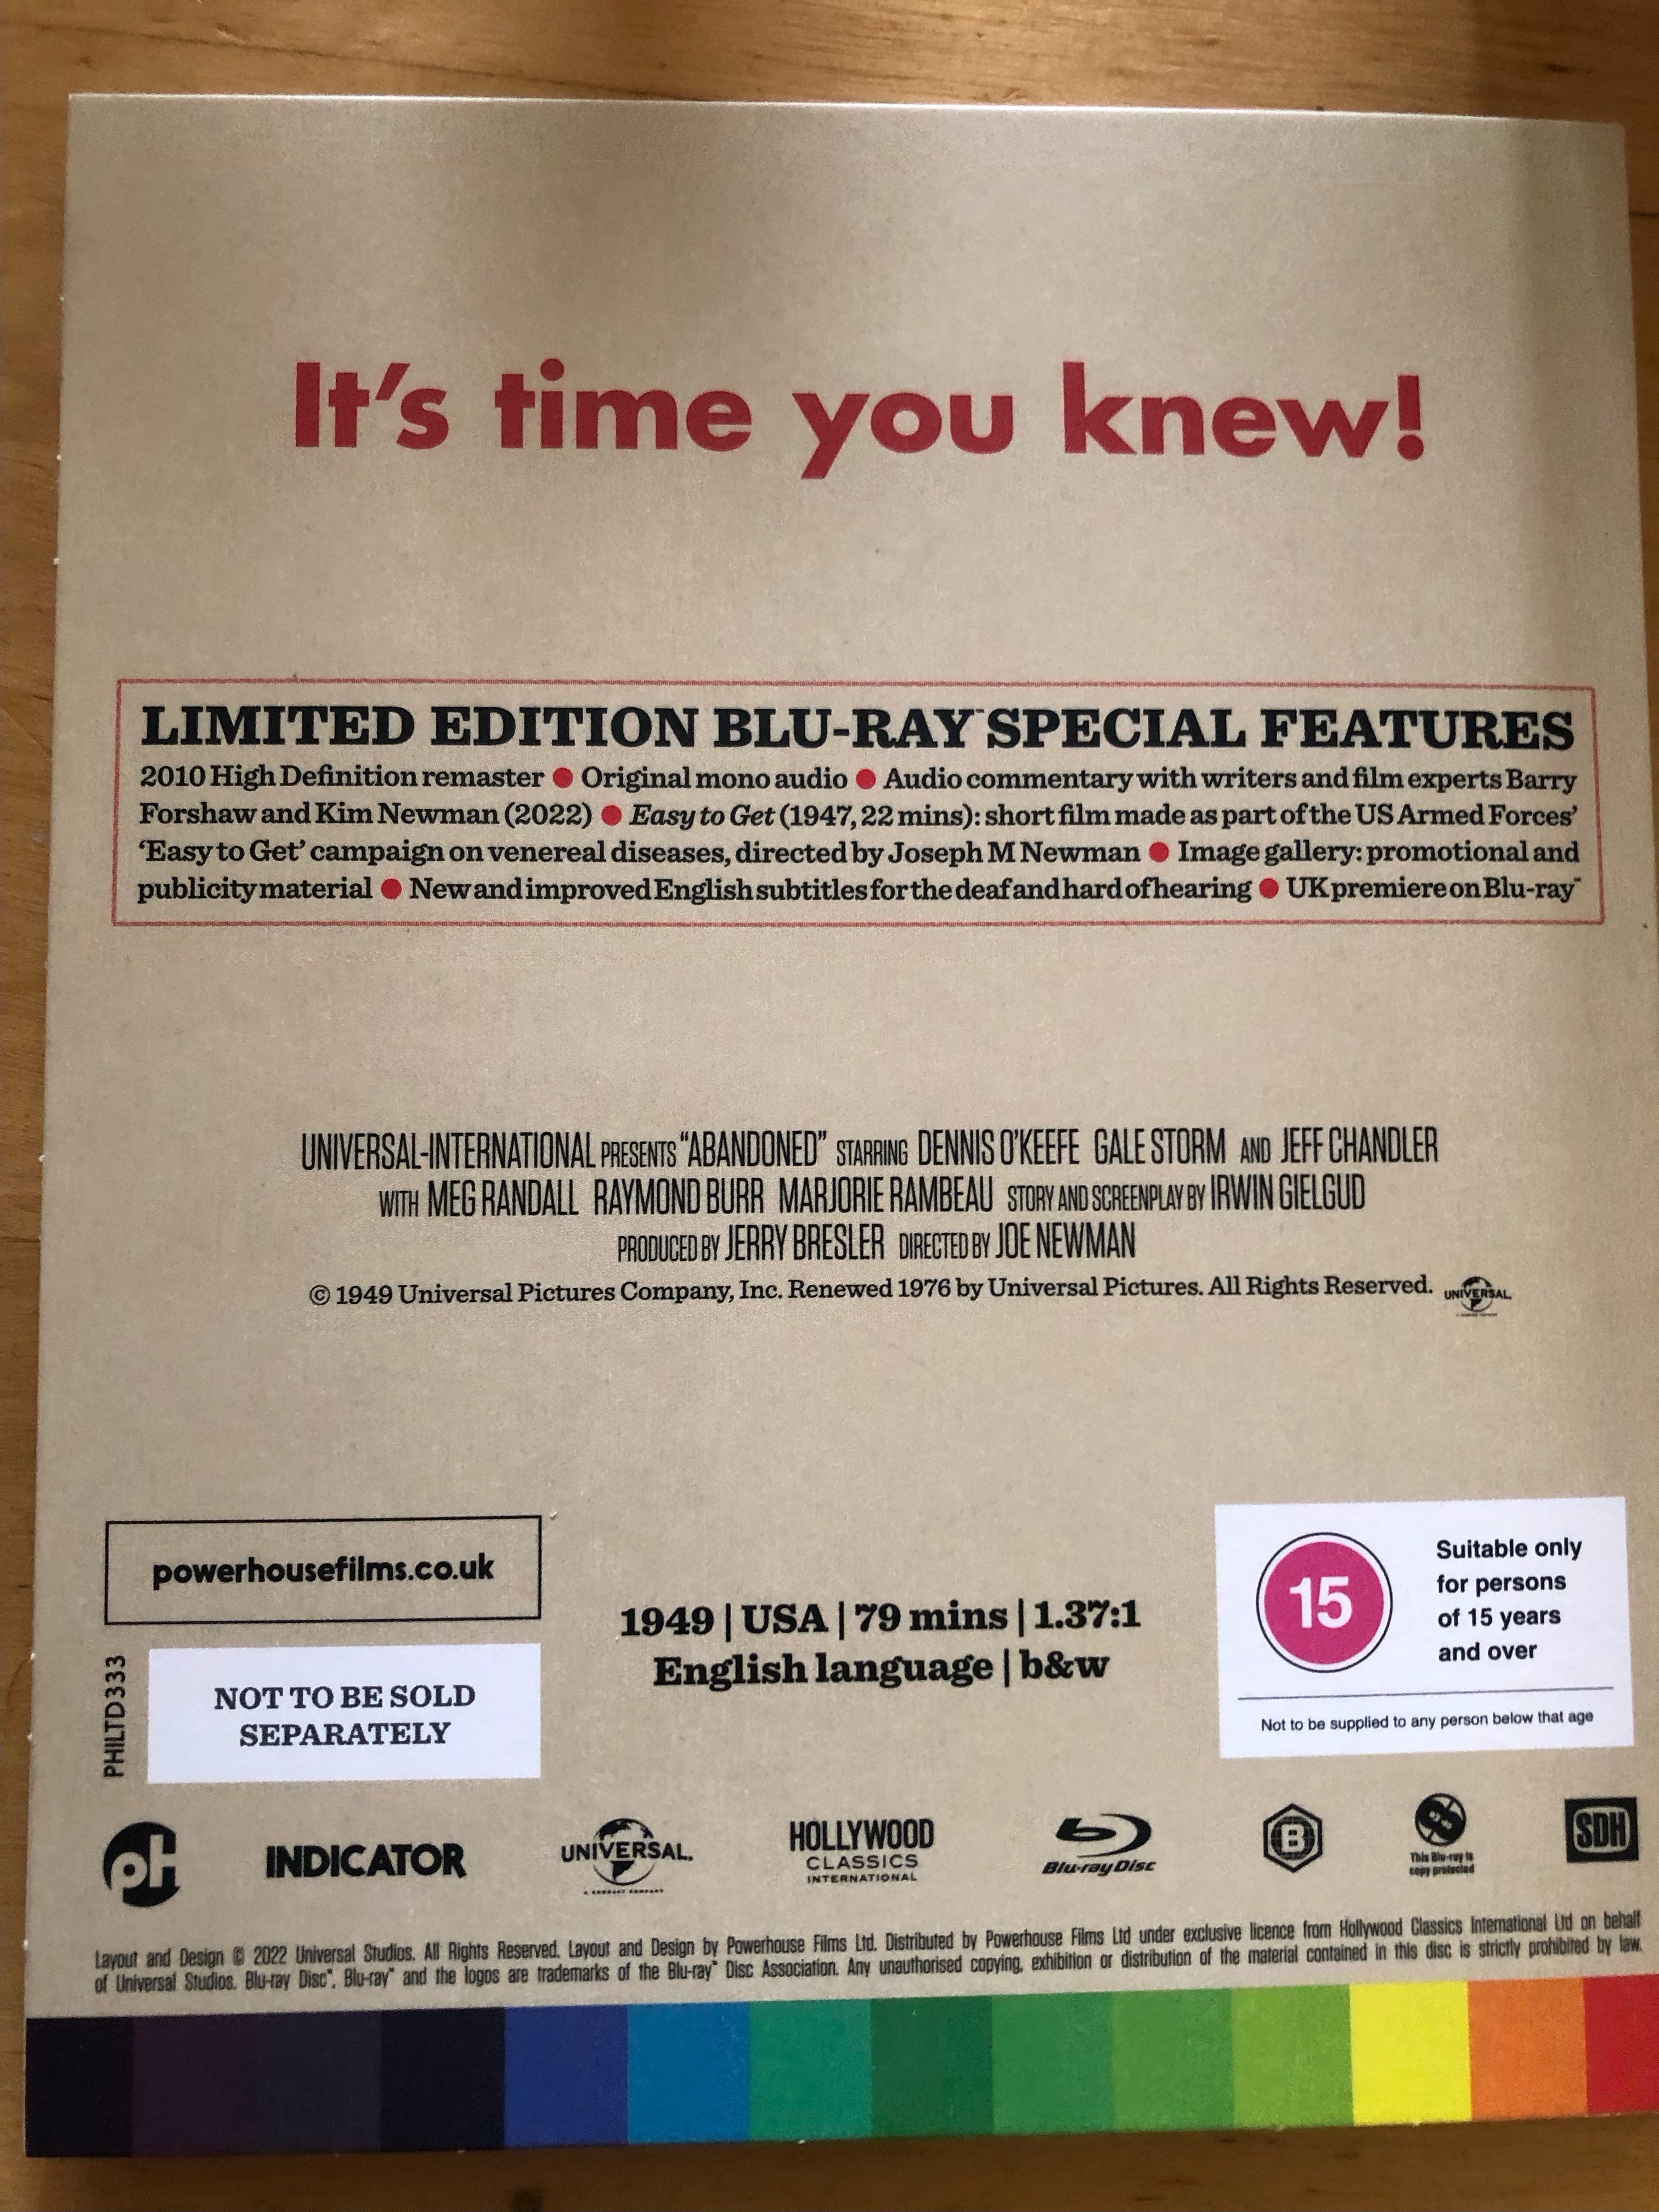 It's time you knew!
LIMITED EDITION BLU-RAY™ SPECIAL FEATURES
2010 High Definition remaster ● Original mono audio ● Audio commentary with writers and film experts Barry
Forshaw and Kim Newman (2022) ● Easy to Get (1947, 22 mins): short film made as part of the US Armed Forces'
'Easy to Get' campaign on venereal diseases, directed by Joseph M Newman ● Image gallery: promotional and
publicity material ● New and improved English subtitles for the deaf and hard of hearing ● UK premiere on Blu-ray™
UNIVERSAL-INTERNATIONAL PRESENTS "ABANDONED" STARRING DENNIS O'KEEFE GALE STORM AND JEFF CHANDLER
WITH MEG RANDALL RAYMOND BURR MARJORIE RAMBEAU STORY AND SCREENPLAY BY IRWIN GIELGUD
PRODUCED BY JERRY BRESLER DIRECTED BY JOE NEWMAN
© 1949 Universal Pictures Company, Inc. Renewed 1976 by Universal Pictures. All Rights Reserved. UNIVERSAL
powerhousefilms.co.uk
PHILTD333
NOT TO BE SOLD
SEPARATELY
1949 | USA | 79 mins | 1.37:1
English language | b&w
15
Suitable only
for persons
of 15 years
and over
Not to be supplied to any person below that age
pH
INDICATOR
UNIVERSAL
A COMCAST COMPANY
HOLLYWOOD
CLASSICS
INTERNATIONAL
Blu-ray Disc
B
This Blu-ray is
copy protected
SDH
Layout and Design © 2022 Universal Studios. All Rights Reserved. Layout and Design by Powerhouse Films Ltd. Distributed by Powerhouse Films Ltd under exclusive licence from Hollywood Classics International Ltd on behalf
of Universal Studios. Blu-ray Disc™, Blu-ray™ and the logos are trademarks of the Blu-ray™ Disc Association. Any unauthorised copying, exhibition or distribution of the material contained in this disc is strictly prohibited by law.